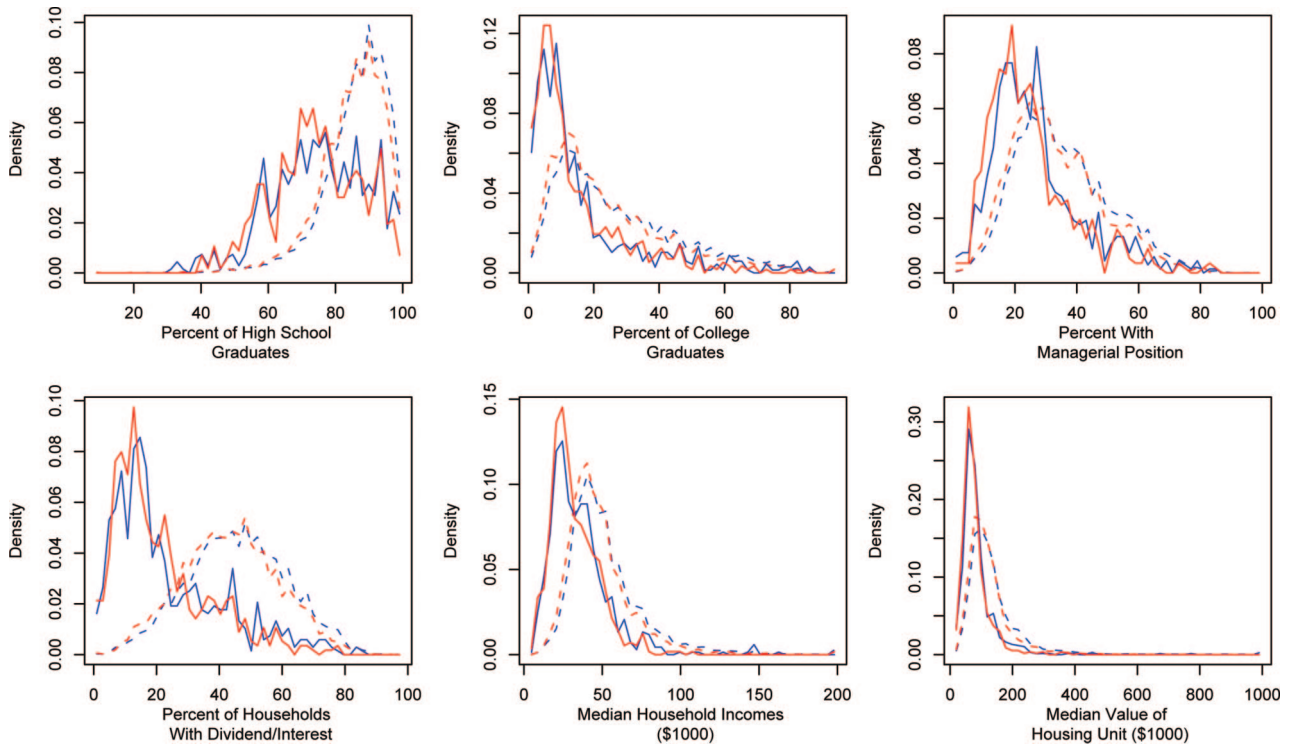 Density
0.00 0.02 0.04 0.06 0.08 0.10
20 40 60 80 100
Percent of High School
Graduates
Density
0.00 0.04 0.08 0.12
0 20 40 60 80
Percent of College
Graduates
Density
0.00 0.02 0.04 0.06 0.08
0 20 40 60 80 100
Percent With
Managerial Position
Density
0.00 0.02 0.04 0.06 0.08 0.10
0 20 40 60 80 100
Percent of Households
With Dividend/Interest
Density
0.00 0.05 0.10 0.15
0 50 100 150 200
Median Household Incomes
($1000)
Density
0.00 0.10 0.20 0.30
0 200 400 600 800 1000
Median Value of
Housing Unit ($1000)